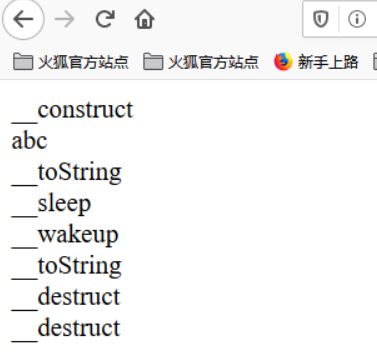 火狐官方站点 火狐官方站点 新手上路
__construct
abc
__toString
__sleep
__wakeup
__toString
__destruct
__destruct